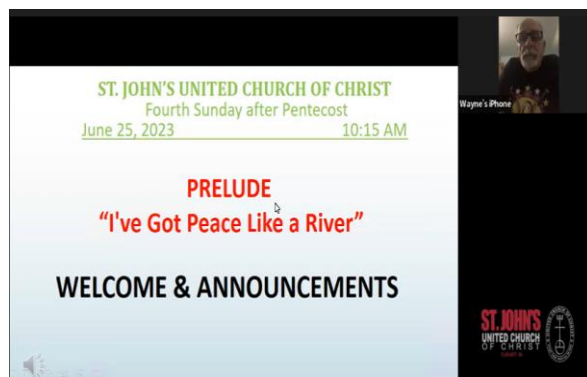 ST. JOHN'S UNITED CHURCH OF CHRIST
Fourth Sunday after Pentecost
June 25, 2023 10:15 AM
PRELUDE
“I've Got Peace Like a River”
WELCOME & ANNOUNCEMENTS
Wayne's iPhone
ST. JOHN'S
UNITED CHURCH
OF CHRIST